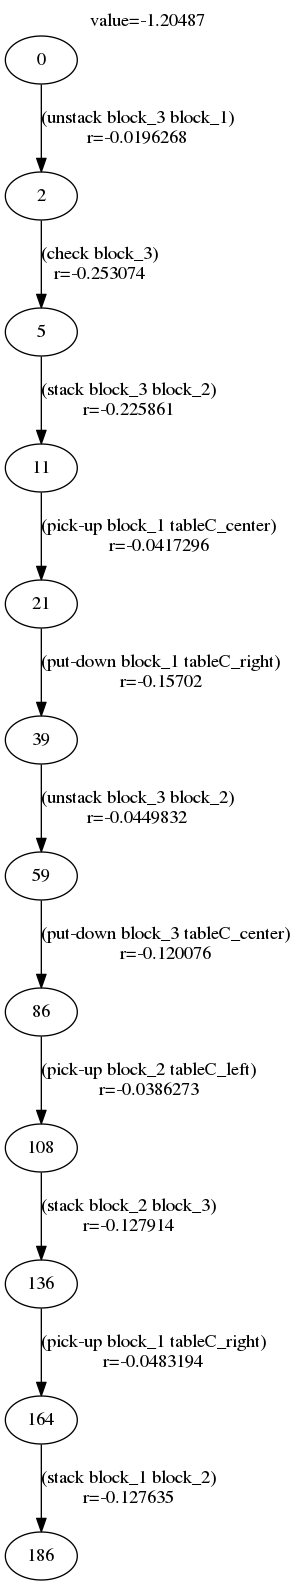 value=-1.20487
0
(unstack block_3 block_1)
r=-0.0196268
2
(check block_3)
r=-0.253074
5
(stack block_3 block_2)
r=-0.225861
11
(pick-up block_1 tableC_center)
r=-0.0417296
21
(put-down block_1 tableC_right)
r=-0.15702
39
(unstack block_3 block_2)
r=-0.0449832
59
(put-down block_3 tableC_center)
r=-0.120076
86
(pick-up block_2 tableC_left)
r=-0.0386273
108
(stack block_2 block_3)
r=-0.127914
136
(pick-up block_1 tableC_right)
r=-0.0483194
164
(stack block_1 block_2)
r=-0.127635
186